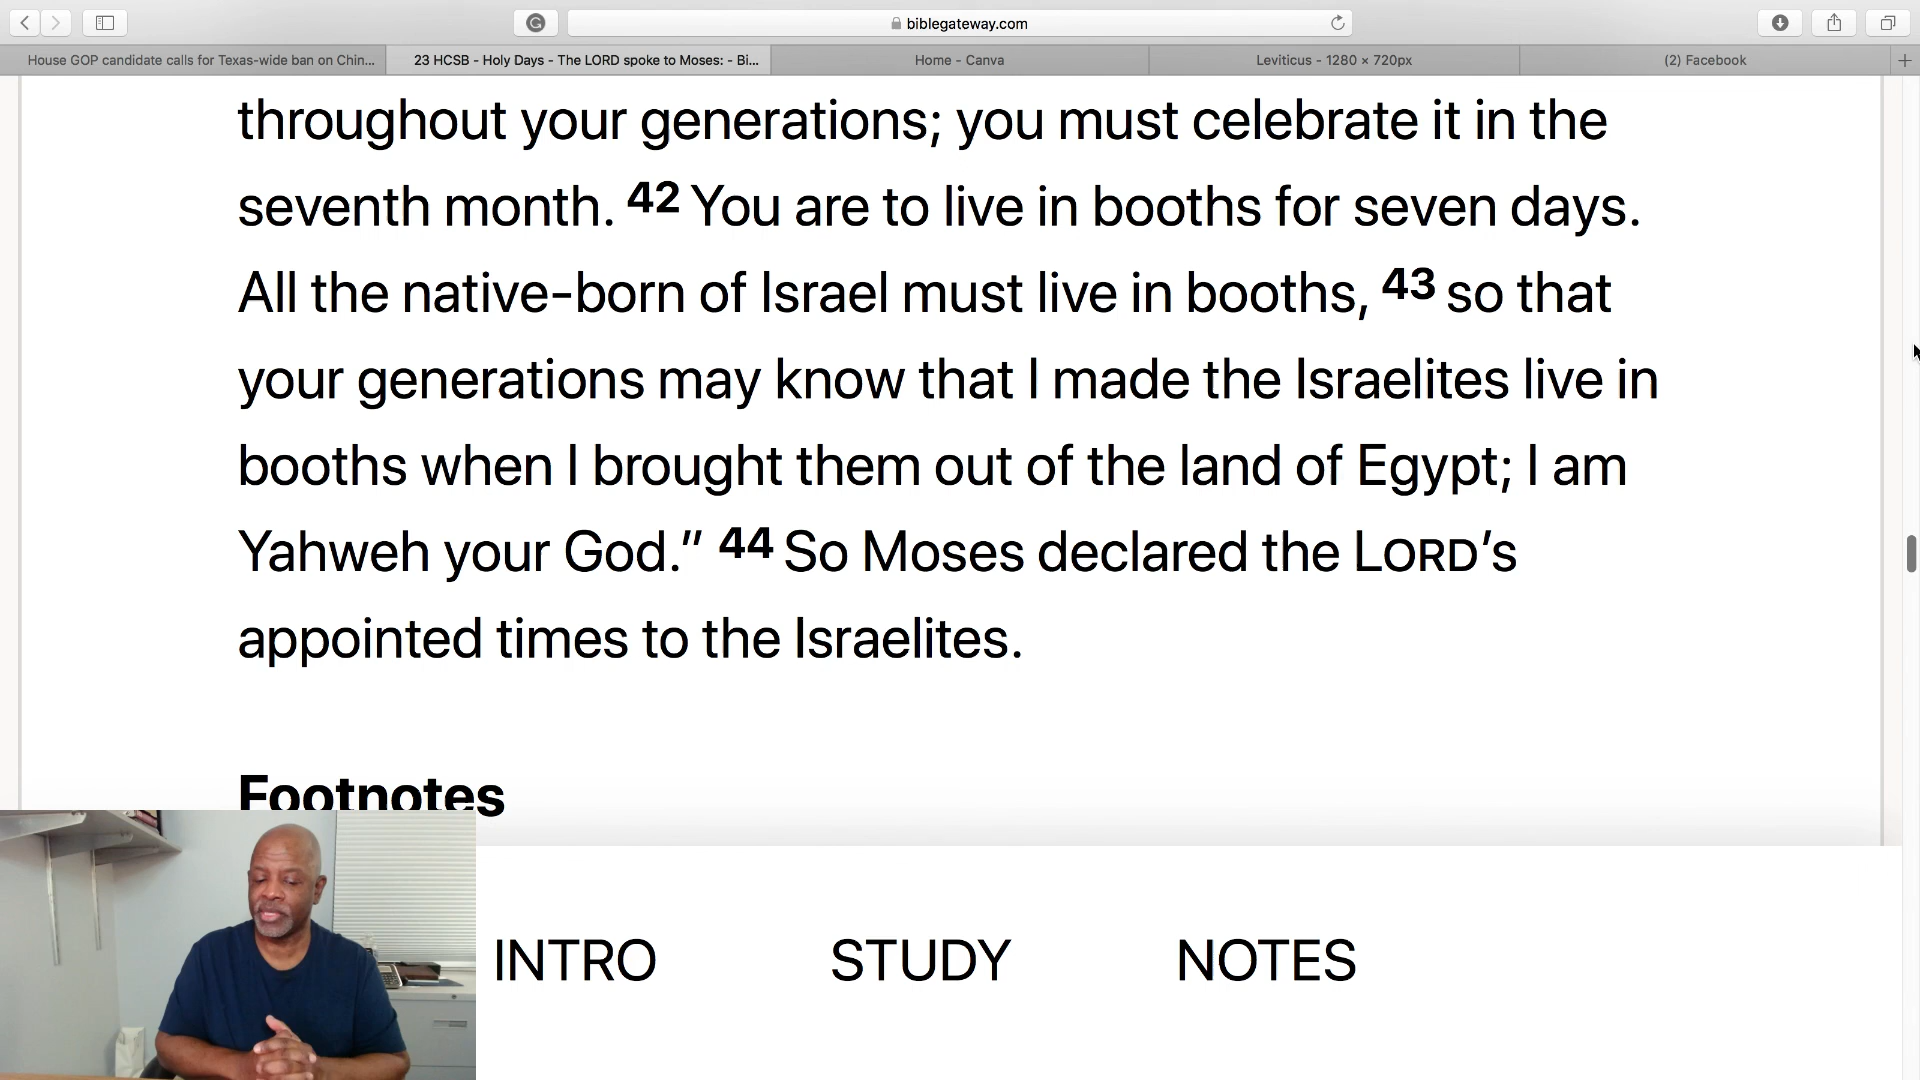 biblegateway.com
House GOP candidate calls for Texas-wide ban on Chin...
23 HCSB - Holy Days - The LORD spoke to Moses: - Bi...
Home - Canva
Leviticus - 1280 × 720px
(2) Facebook
throughout your generations; you must celebrate it in the
seventh month. 42 You are to live in booths for seven days.
All the native-born of Israel must live in booths, 43 so that
your generations may know that I made the Israelites live in
booths when I brought them out of the land of Egypt; I am
Yahweh your God.” 44 So Moses declared the LORD’s
appointed times to the Israelites.
Footnotes
INTRO
STUDY
NOTES